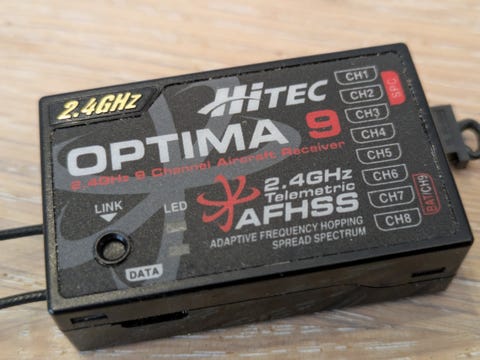 2.4GHz
HiTEC
OPTIMA 9
2.4GHz 9 Channel Aircraft Receiver
2.4GHz
Telemetric
AFHSS
ADAPTIVE FREQUENCY HOPPING
SPREAD SPECTRUM
LINK
LED
DATA
CH1
CH2
SPC
CH3
CH4
CH5
CH6
CH7
BAT/CH9
CH8